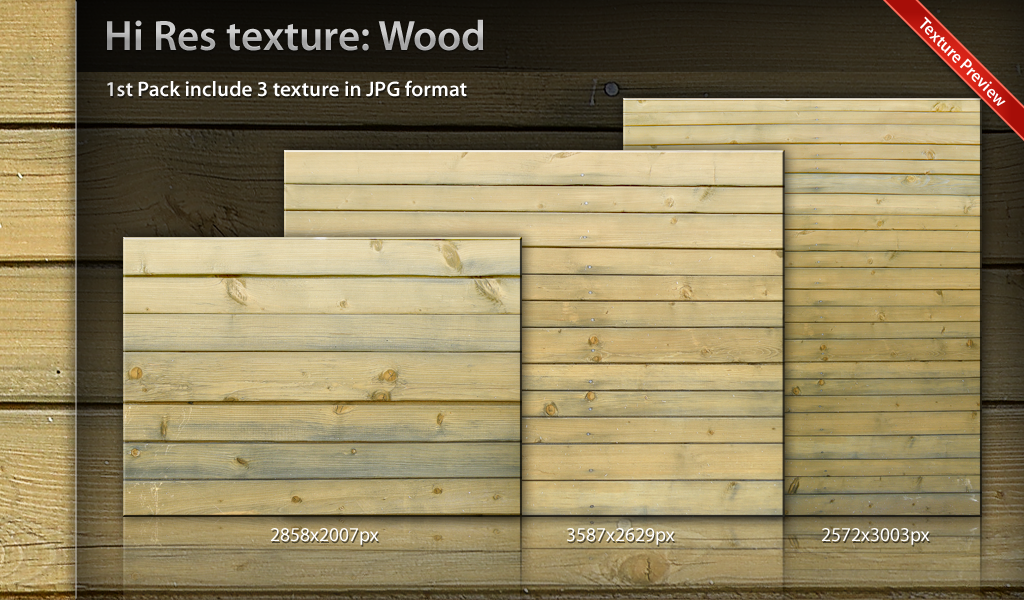 Hi Res texture: Wood
Texture Preview
1st Pack include 3 texture in JPG format
2858x2007px
3587x2629px
2572x3003px